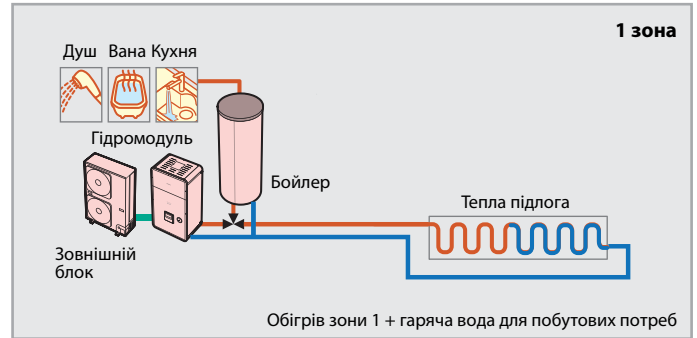 1 зона
Душ Вана Кухня
Гідромодуль
Бойлер
Тепла підлога
Зовнішній
блок
Обігрів зони 1 + гаряча вода для побутових потреб